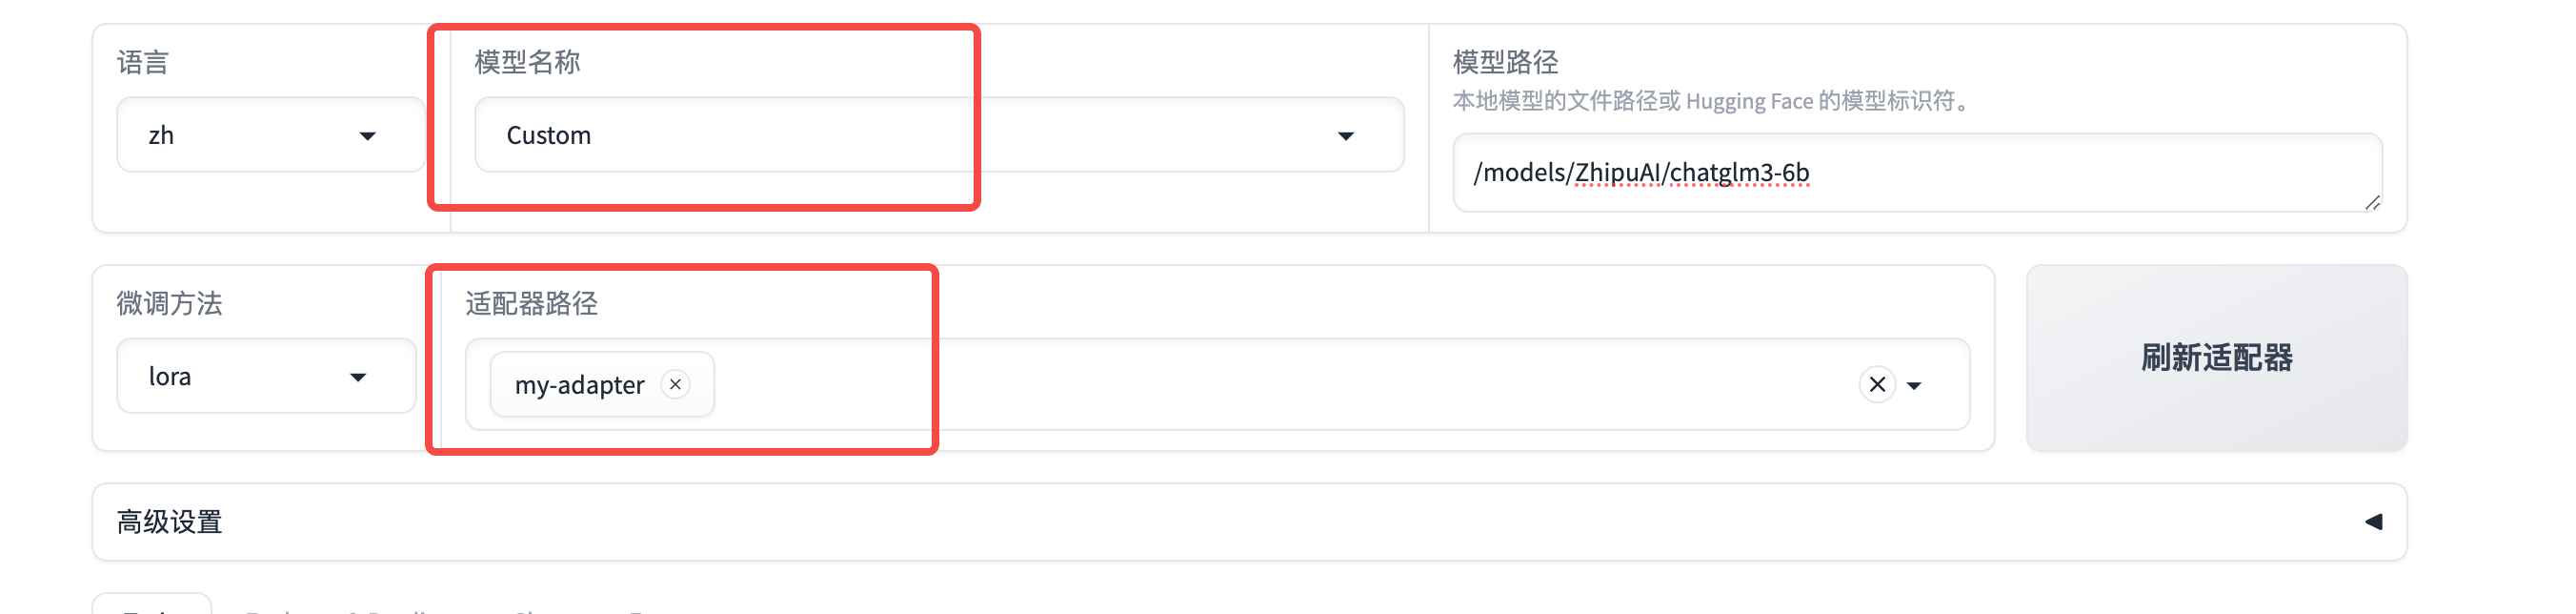 语言
zh
模型名称
Custom
模型路径
本地模型的文件路径或 Hugging Face 的模型标识符。
/models/ZhipuAI/chatglm3-6b
微调方法
lora
适配器路径
my-adapter
刷新适配器
高级设置